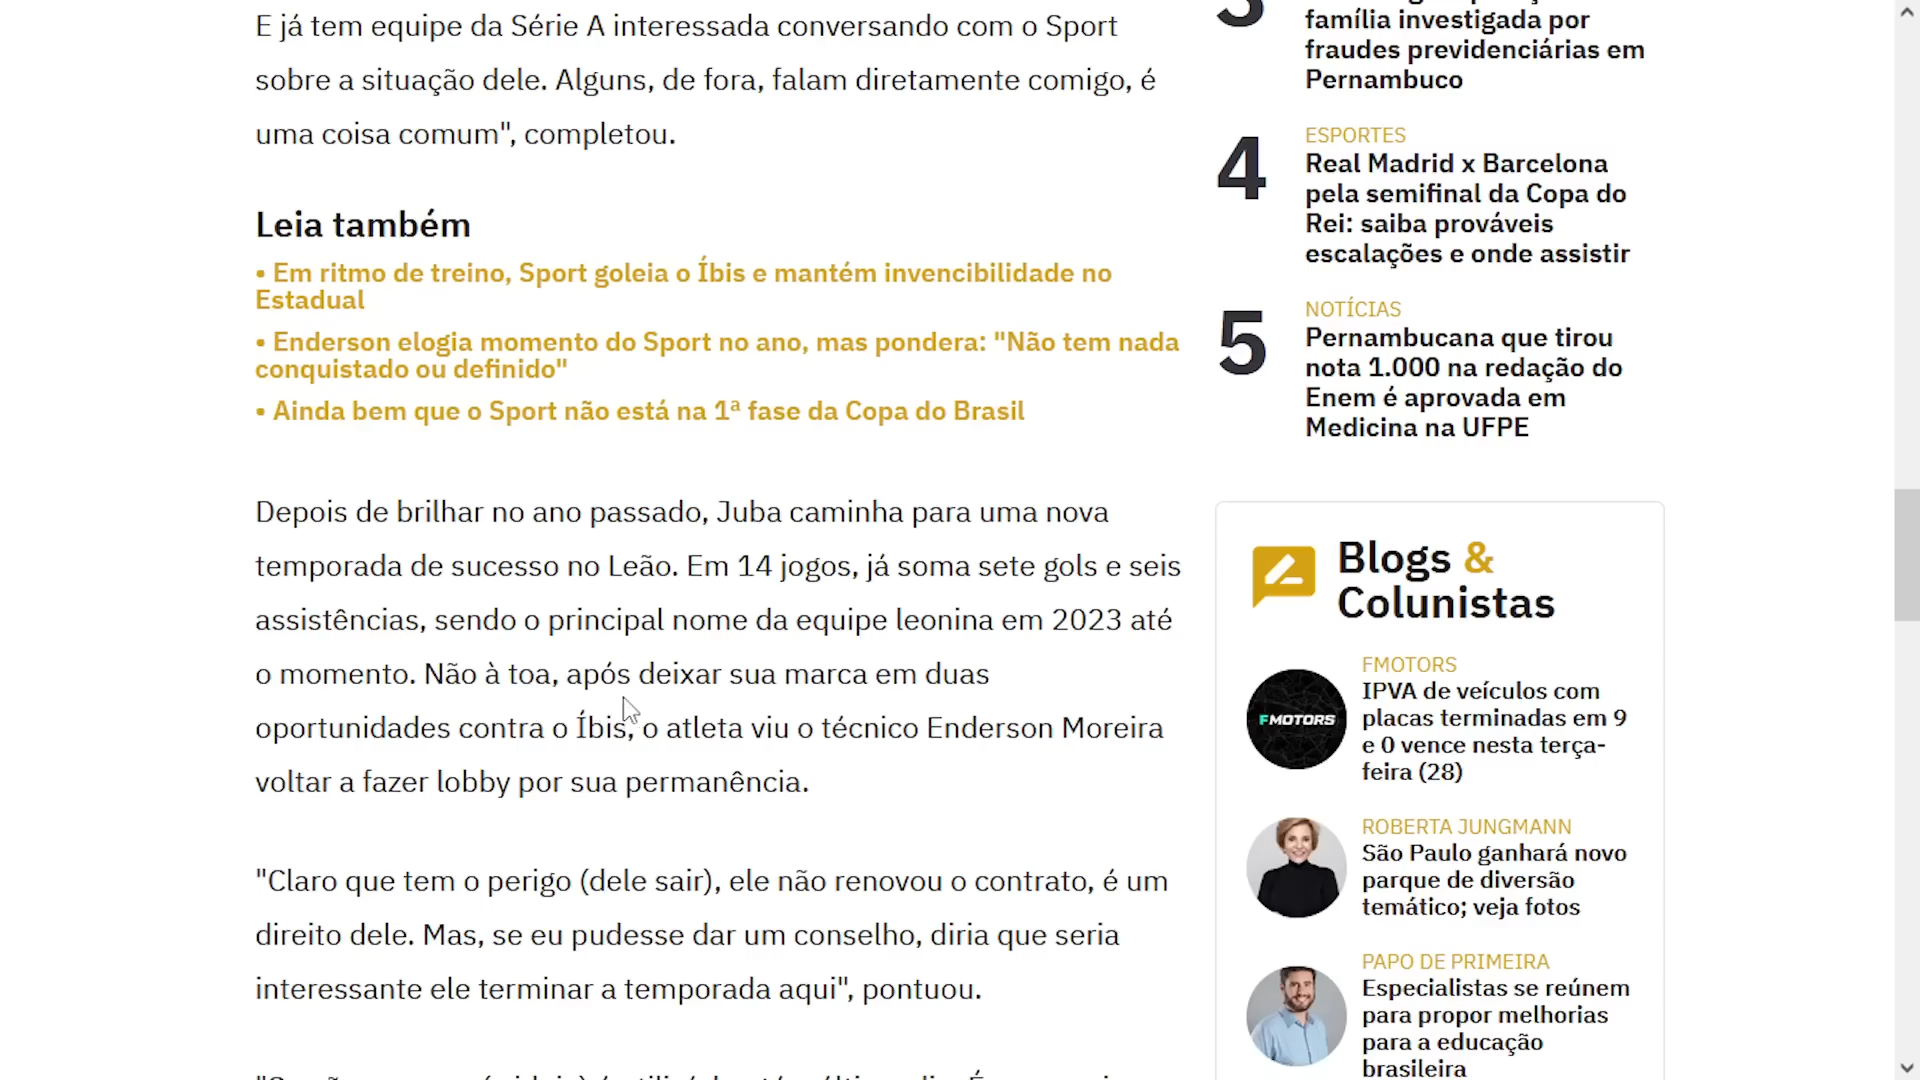 E já tem equipe da Série A interessada conversando com o Sport
sobre a situação dele. Alguns, de fora, falam diretamente comigo, é
uma coisa comum", completou.
Leia também
• Em ritmo de treino, Sport goleia o Íbis e mantém invencibilidade no
Estadual
• Enderson elogia momento do Sport no ano, mas pondera: "Não tem nada
conquistado ou definido"
• Ainda bem que o Sport não está na 1ª fase da Copa do Brasil
Depois de brilhar no ano passado, Juba caminha para uma nova
temporada de sucesso no Leão. Em 14 jogos, já soma sete gols e seis
assistências, sendo o principal nome da equipe leonina em 2023 até
o momento. Não à toa, após deixar sua marca em duas
oportunidades contra o Íbis, o atleta viu o técnico Enderson Moreira
voltar a fazer lobby por sua permanência.
"Claro que tem o perigo (dele sair), ele não renovou o contrato, é um
direito dele. Mas, se eu pudesse dar um conselho, diria que seria
interessante ele terminar a temporada aqui", pontuou.
3
família investigada por
fraudes previdenciárias em
Pernambuco
4
ESPORTES
Real Madrid x Barcelona
pela semifinal da Copa do
Rei: saiba prováveis
escalações e onde assistir
5
NOTÍCIAS
Pernambucana que tirou
nota 1.000 na redação do
Enem é aprovada em
Medicina na UFPE
Blogs &
Colunistas
FMOTORS
FMOTORS
IPVA de veículos com
placas terminadas em 9
e 0 vence nesta terça-
feira (28)
ROBERTA JUNGMANN
São Paulo ganhará novo
parque de diversão
temático; veja fotos
PAPO DE PRIMEIRA
Especialistas se reúnem
para propor melhorias
para a educação
brasileira